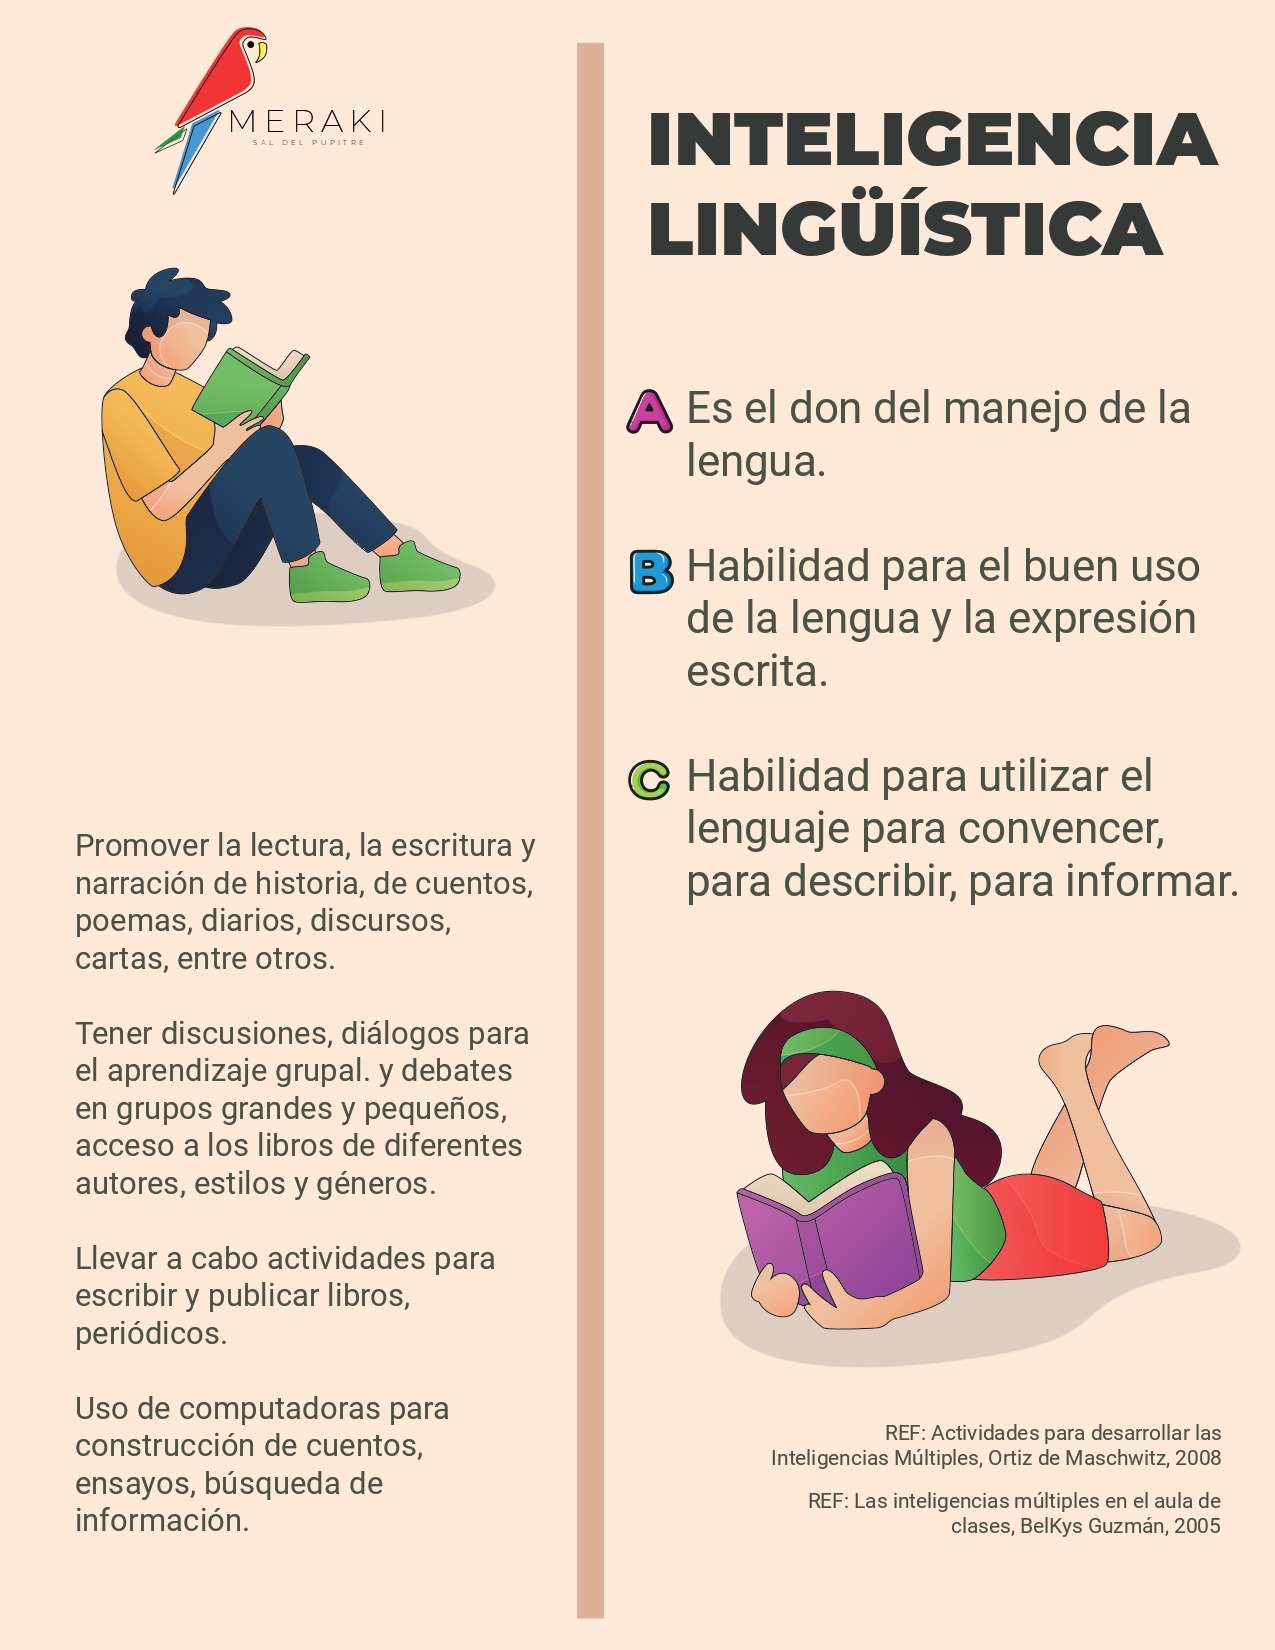 MERAKI
SAL DEL PUPITRE
Promover la lectura, la escritura y
narración de historia, de cuentos,
poemas, diarios, discursos,
cartas, entre otros.
Tener discusiones, diálogos para
el aprendizaje grupal. y debates
en grupos grandes y pequeños,
acceso a los libros de diferentes
autores, estilos y géneros.
Llevar a cabo actividades para
escribir y publicar libros,
periódicos.
Uso de computadoras para
construcción de cuentos,
ensayos, búsqueda de
información.
INTELIGENCIA
LINGÜÍSTICA
A Es el don del manejo de la
lengua.
B Habilidad para el buen uso
de la lengua y la expresión
escrita.
C Habilidad para utilizar el
lenguaje para convencer,
para describir, para informar.
REF: Actividades para desarrollar las
Inteligencias Múltiples, Ortiz de Maschwitz, 2008
REF: Las inteligencias múltiples en el aula de
clases, BelKys Guzmán, 2005